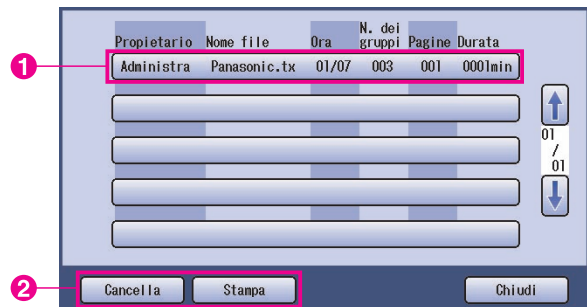 Propietario Nome file Ora N. dei gruppi Pagine Durata
1 Administra Panasonic.tx 01/07 003 001 0001min
01
/
01
2 Cancella Stampa Chiudi